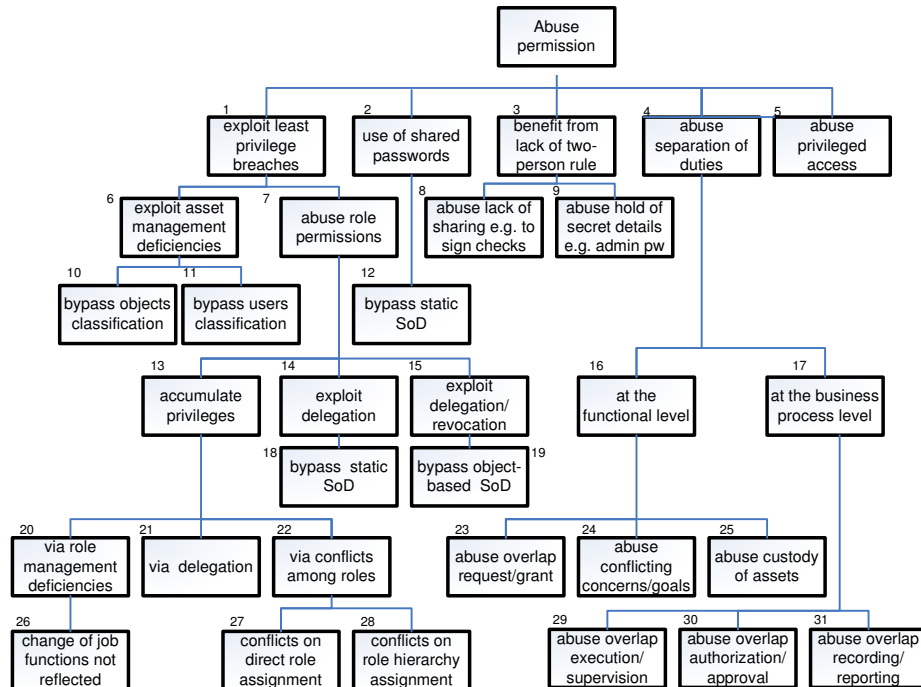 Abuse
permission
1
exploit least
privilege
breaches
2
use of shared
passwords
3
benefit from
lack of two-
person rule
4
abuse
separation of
duties
5
abuse
privileged
access
6
exploit asset
management
deficiencies
7
abuse role
permissions
8
abuse lack of
sharing e.g. to
sign checks
9
abuse hold of
secret details
e.g. admin pw
10
bypass objects
classification
11
bypass users
classification
12
bypass static
SoD
13
accumulate
privileges
14
exploit
delegation
15
exploit
delegation/
revocation
16
at the
functional level
17
at the business
process level
18
bypass static
SoD
19
bypass object-
based SoD
20
via role
management
deficiencies
21
via delegation
22
via conflicts
among roles
23
abuse overlap
request/grant
24
abuse
conflicting
concerns/goals
25
abuse custody
of assets
26
change of job
functions not
reflected
27
conflicts on
direct role
assignment
28
conflicts on
role hierarchy
assignment
29
abuse overlap
execution/
supervision
30
abuse overlap
authorization/
approval
31
abuse overlap
recording/
reporting